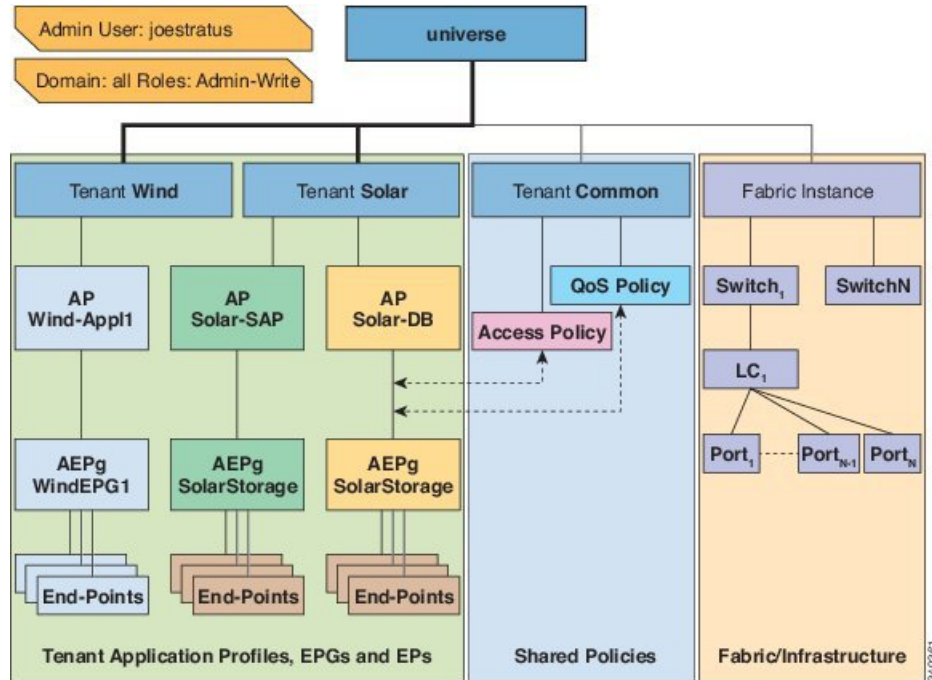 Admin User: joestratus
Domain: all Roles: Admin-Write
universe
Tenant Wind
Tenant Solar
Tenant Common
Fabric Instance
AP
Wind-Appl1
AP
Solar-SAP
AP
Solar-DB
QoS Policy
Access Policy
Switch1
SwitchN
LC1
Port1
PortN-1
PortN
AEPg
WindEPG1
AEPg
SolarStorage
AEPg
SolarStorage
End-Points
End-Points
End-Points
Tenant Application Profiles, EPGs and EPs
Shared Policies
Fabric/Infrastructure